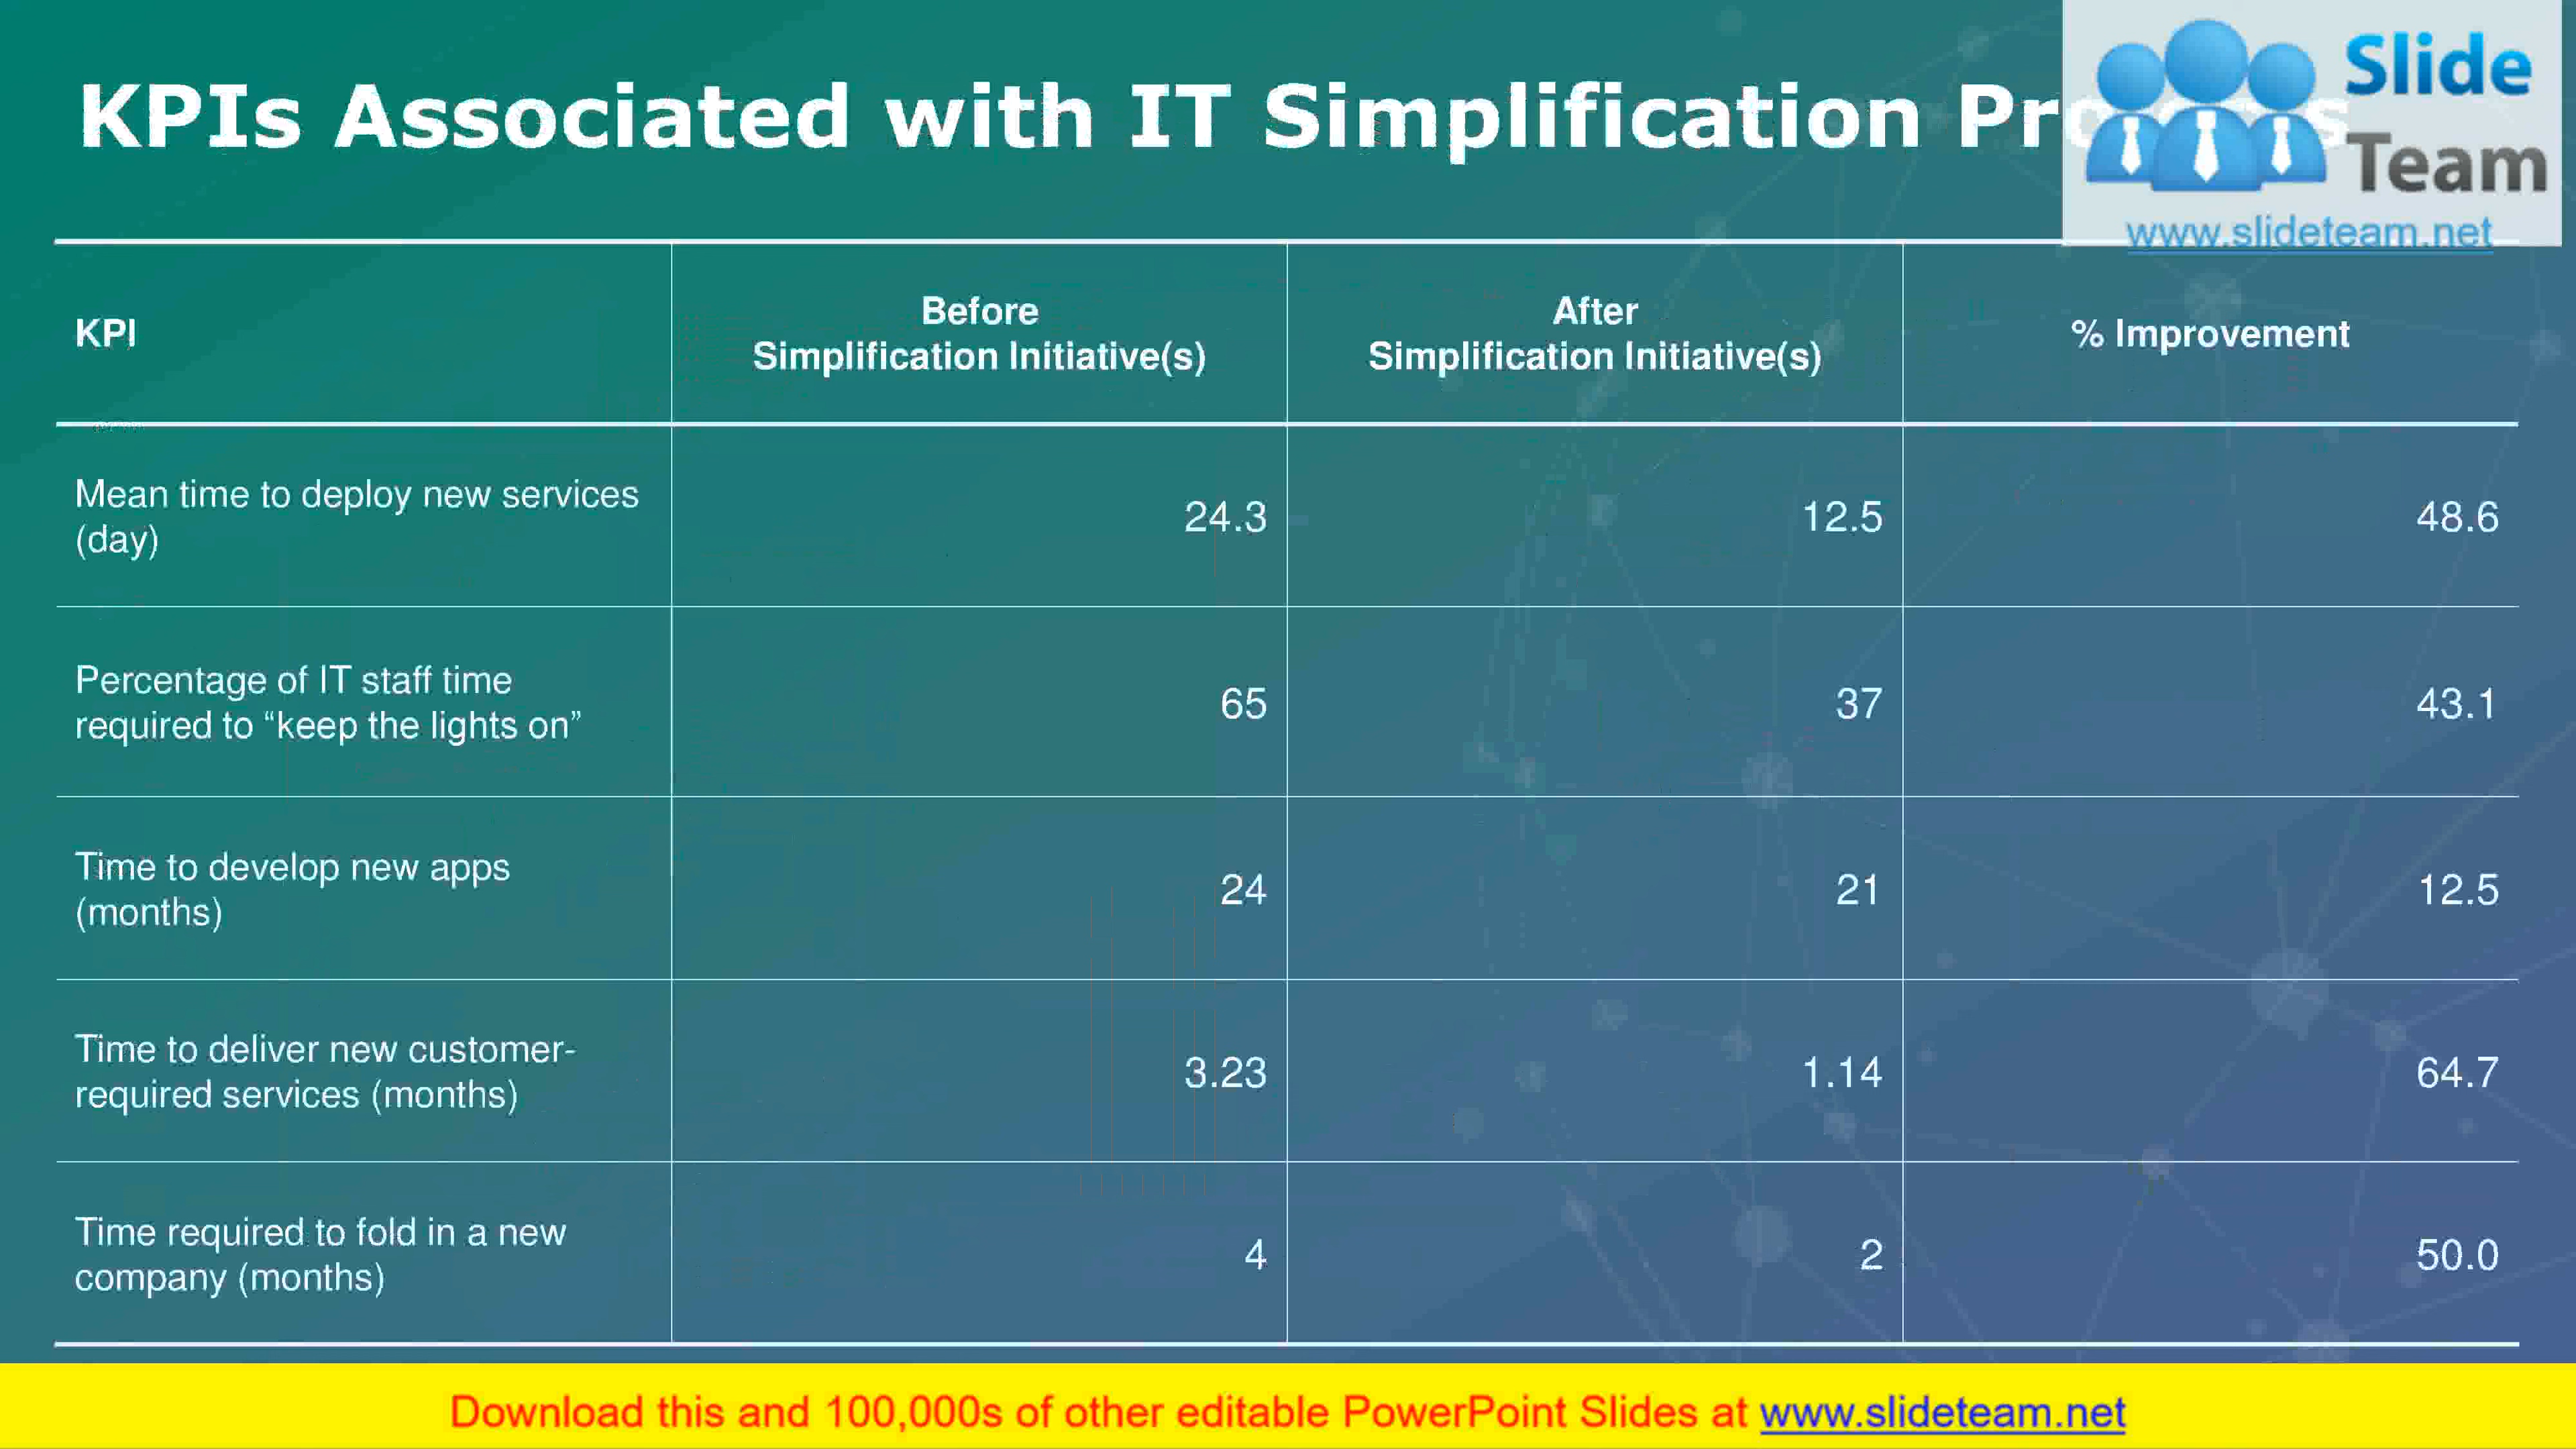 KPIs Associated with IT Simplification
Slide
Team
www.slideteam.net
KPI
Before
Simplification Initiative(s)
After
Simplification Initiative(s)
% Improvement
Mean time to deploy new services
(day)
24.3
12.5
48.6
Percentage of IT staff time
required to “keep the lights on”
65
37
43.1
Time to develop new apps
(months)
24
21
12.5
Time to deliver new customer-
required services (months)
3.23
1.14
64.7
Time required to fold in a new
company (months)
4
2
50.0
Download this and 100,000s of other editable PowerPoint Slides at www.slideteam.net